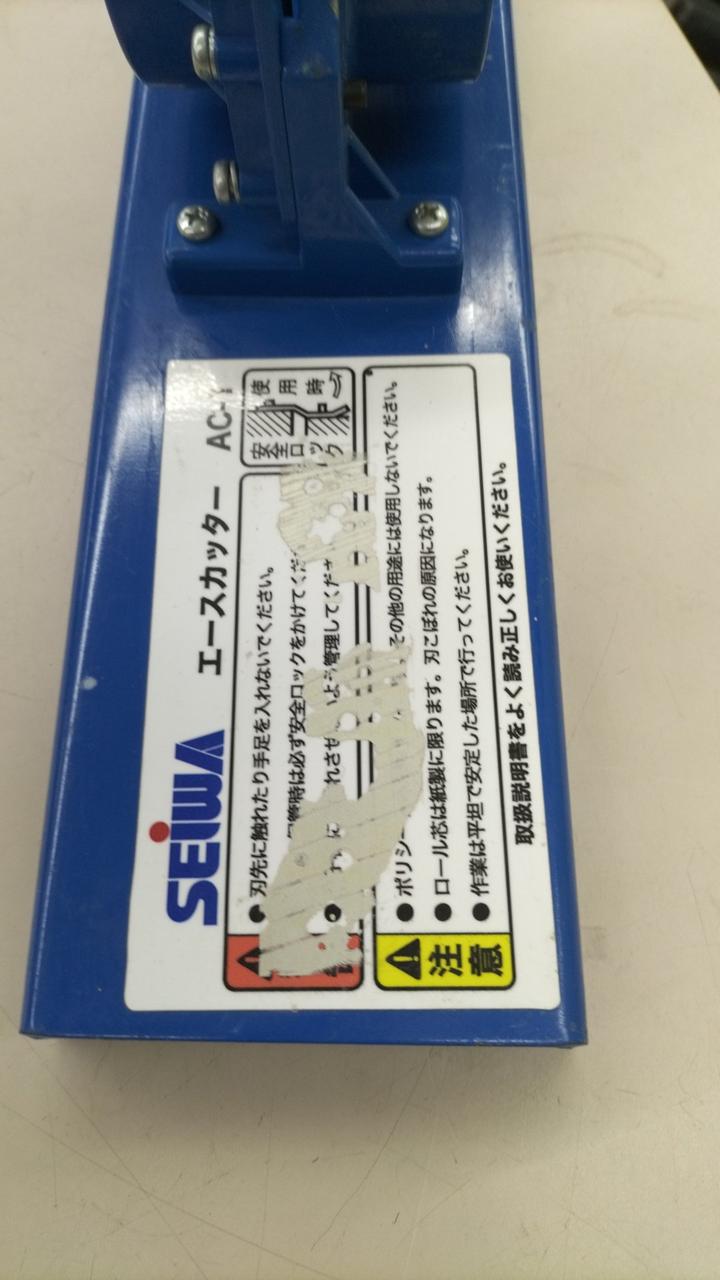 SEIWA エースカッター AC-
安全ロック
使用時
刃先に触れたり手足を入れないでください。
管時は必ず安全ロックをかけてくだ
れさせ よう管理してくださ
注意
ポリシ その他の用途には使用しないでください。
ロール芯は紙製に限ります。刃こぼれの原因になります。
作業は平坦で安定した場所で行ってください。
取扱説明書をよく読み正しくお使いください。